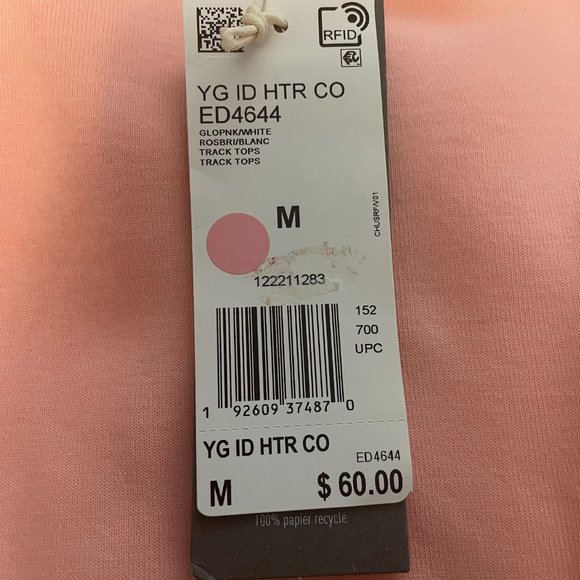 RFID
YG ID HTR CO
ED4644
GLOPNK/WHITE
ROSBRI/BLANC
TRACK TOPS
TRACK TOPS
M
CHUSRF/V01
122211283
152
700
UPC
1 92609 37487 0
YG ID HTR CO
ED4644
M
$ 60.00
100% papier recycle